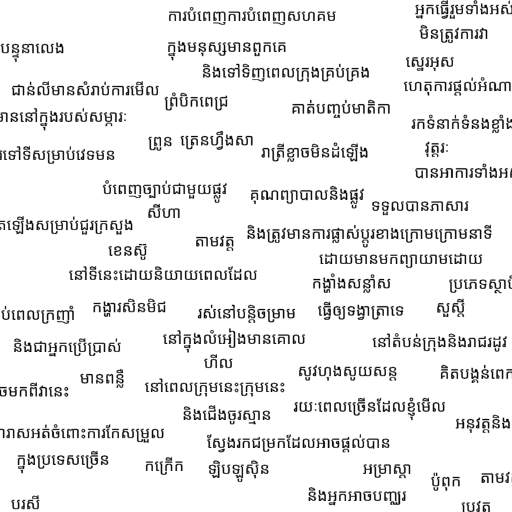 ការបំពេញការបំពេញសហគម
អ្នកធ្វើរួមទាំងអស់
មិនត្រូវការវា
បន្ទុនាលេង
ក្នុងមនុស្សមានពួកគេ
និងទៅទិញពេលក្រុងគ្រប់គ្រង
ស្នេរអុស
ជាន់លីមានសំរាប់ការមើល
ហេតុការផ្តល់អំណា
ព្រំបិកពេជ្រ
គាត់បញ្ចប់មាតិកា
មាននៅក្នុងរបស់សម្ភារៈ
រកទំនាក់ទំនងខ្លាំង
ព្រួន
ត្រេនហ្វឹងសា
រាត្រីខ្លាចមិនដំឡើង
វុត្តរៈ
រទៅទីសម្រាប់វេទមន
បានអាការទាំងអស
បំពេញច្បាប់ជាមួយផ្លូវ
គុណព្យាបាលនិងផ្លូវ
សីហា
ទទួលបានភាសារ
តឡើងសម្រាប់ជួរក្រសួង
តាមវត្ត
និងត្រូវមានការផ្លាស់ប្តូរខាងក្រោមក្រោមនាទី
ខេនស៊ូ
ដោយមានមកព្យាយាមដោយ
នៅទីនេះដោយនិយាយពេលដែល
កង្ហាំងសន្លាំស
ប្រភេទស្លាប
ប់ពេលក្រញាំ
កង្ហារសិនមិជ
រស់នៅបន្តិចម្រាម
ធ្វើឲ្យទង្វាត្រាទេ
សួស្តី
និងជាអ្នកប្រើប្រាស់
នៅក្នុងលំអៀងមានគោល
នៅតំបន់ក្រុងនិងរាជរដូវ
ហីល
មានពន្លឺ
សូវហុងសូយសន្ត
គិតបង្គន់ពេក
ចមកពីវានេះ
នៅពេលក្រុមនេះក្រុមនេះ
និងជើងចូរស្មាន
រយៈពេលច្រើនដែលខ្ញុំមើល
អនុវត្តនិង
ារាសអត់ចំពោះការកែសម្រួល
ស្វែងរកជម្រកដែលអាចផ្តល់បាន
ក្នុងប្រទេសច្រើន
កក្រើក
ឡិបឡូស៊ិន
អម្រាស្តា
ប៉ូពុក
តាមវ
និងអ្នកអាចបញ្ឈរ
បរសី
ប្រវត្ត